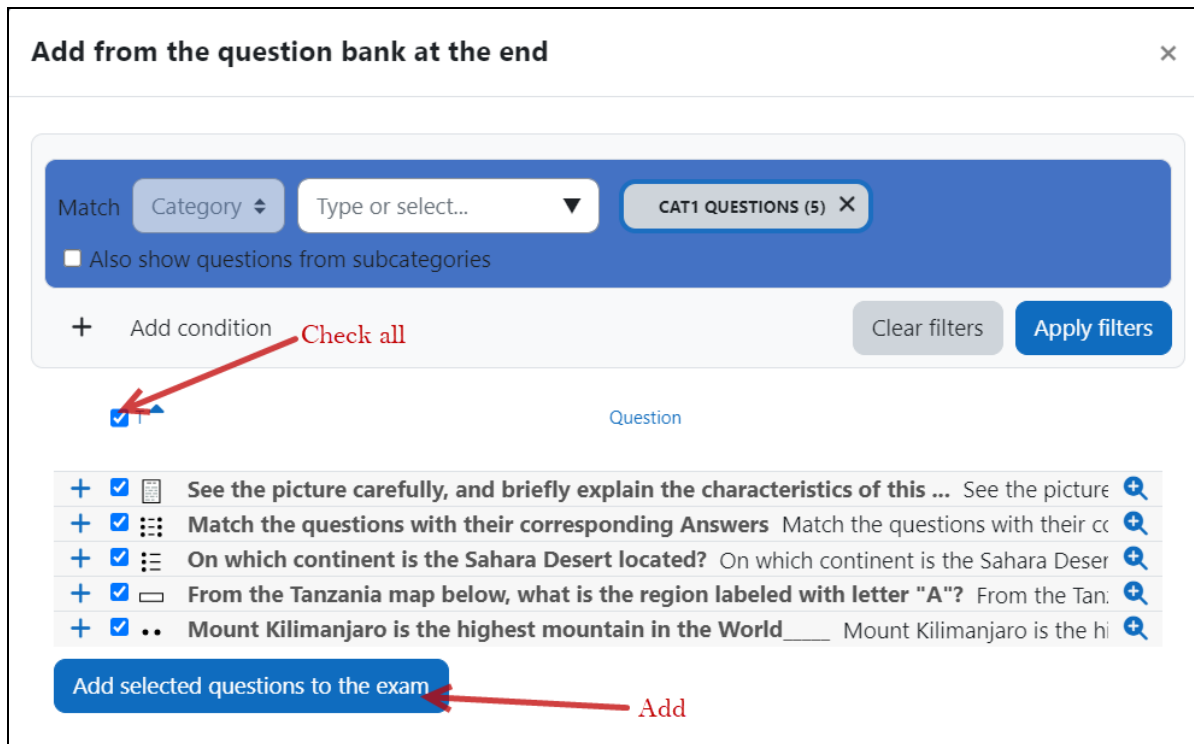 Add from the question bank at the end ×
Match Category Type or select... ▼ CAT1 QUESTIONS (5) ✕
Also show questions from subcategories
+ Add condition Clear filters Apply filters
Check all
T Question
+ See the picture carefully, and briefly explain the characteristics of this ... See the picture
+ Match the questions with their corresponding Answers Match the questions with their co
+ On which continent is the Sahara Desert located? On which continent is the Sahara Deser
+ From the Tanzania map below, what is the region labeled with letter "A"? From the Tan
+ Mount Kilimanjaro is the highest mountain in the World_____ Mount Kilimanjaro is the hi
Add selected questions to the exam
Add